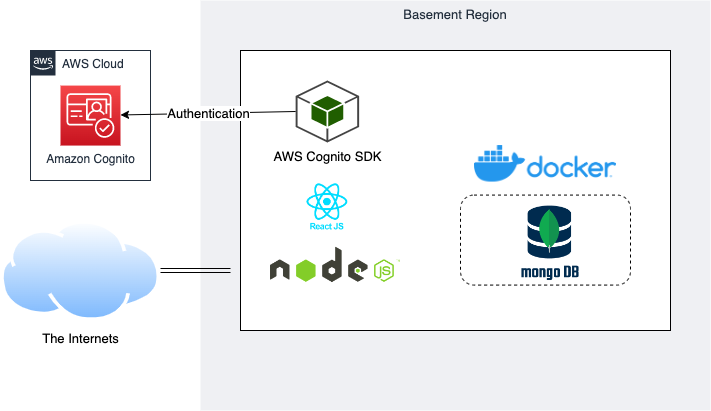 Basement Region
aws
AWS Cloud
Amazon Cognito
Authentication
AWS Cognito SDK
docker
React JS
node
JS
mongo DB
The Internets